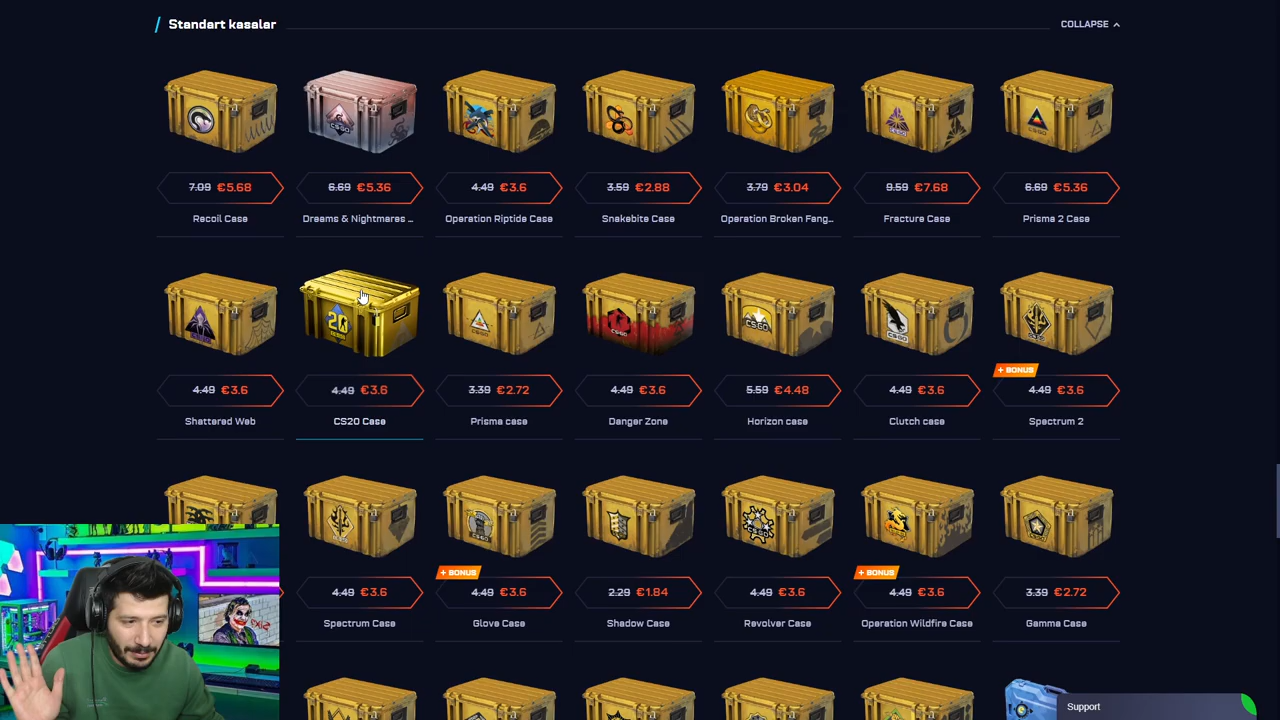 Standart kasalar
COLLAPSE
7.09 €5.68
6.69 €5.36
4.49 €3.6
3.59 €2.88
3.79 €3.04
9.59 €7.68
6.69 €5.36
Recoil Case
Dreams & Nightmares ...
Operation Riptide Case
Snakebite Case
Operation Broken Fang...
Fracture Case
Prisma 2 Case
+ BONUS
4.49 €3.6
4.49 €3.6
3.39 €2.72
4.49 €3.6
5.59 €4.48
4.49 €3.6
4.49 €3.6
Shattered Web
CS20 Case
Prisma case
Danger Zone
Horizon case
Clutch case
Spectrum 2
+ BONUS
+ BONUS
4.49 €3.6
4.49 €3.6
2.29 €1.84
4.49 €3.6
4.49 €3.6
3.39 €2.72
Spectrum Case
Glove Case
Shadow Case
Revolver Case
Operation Wildfire Case
Gamma Case
Support